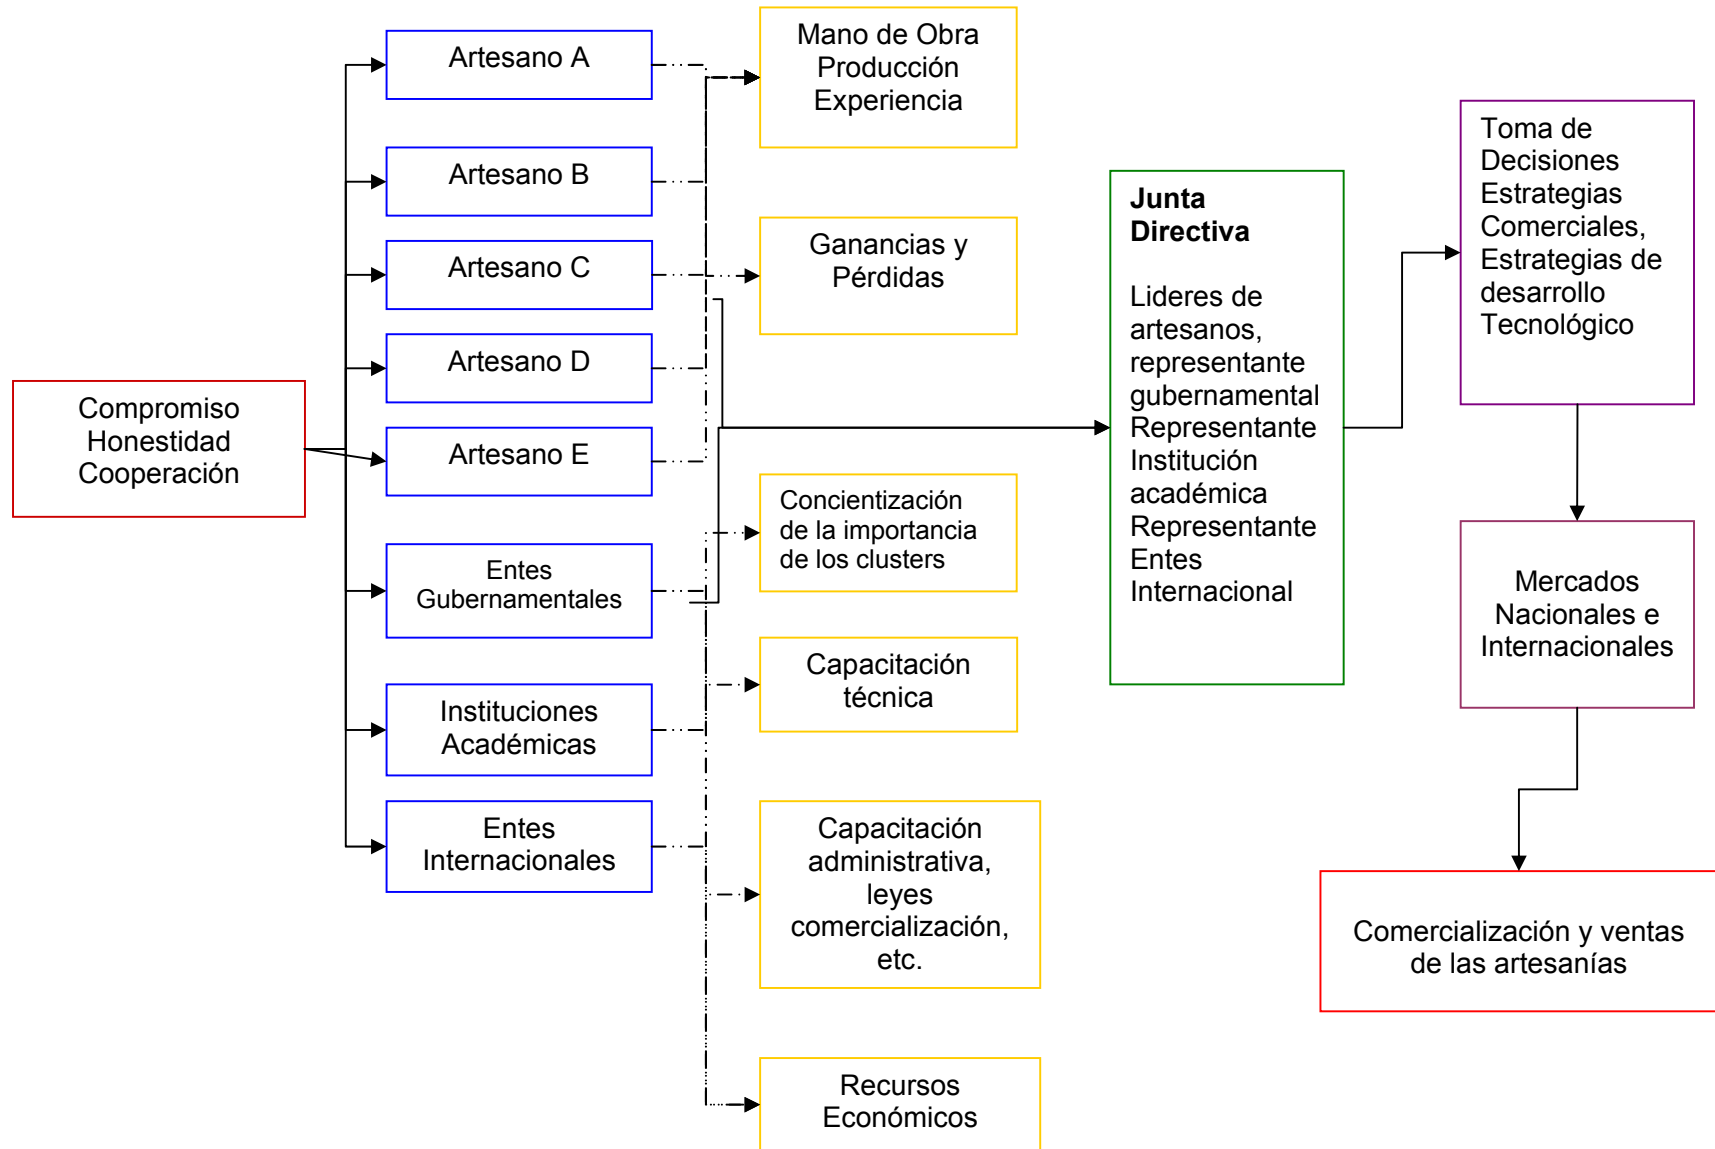 Compromiso
Honestidad
Cooperación
Artesano A
Artesano B
Artesano C
Artesano D
Artesano E
Entes
Gubernamentales
Instituciones
Académicas
Entes
Internacionales
Mano de Obra
Producción
Experiencia
Ganancias y
Pérdidas
Concientización
de la importancia
de los clusters
Capacitación
técnica
Capacitación
administrativa,
leyes
comercialización,
etc.
Recursos
Económicos
Junta
Directiva
Lideres de
artesanos,
representante
gubernamental
Representante
Institución
académica
Representante
Entes
Internacional
Toma de
Decisiones
Estrategias
Comerciales,
Estrategias de
desarrollo
Tecnológico
Mercados
Nacionales e
Internacionales
Comercialización y ventas
de las artesanías